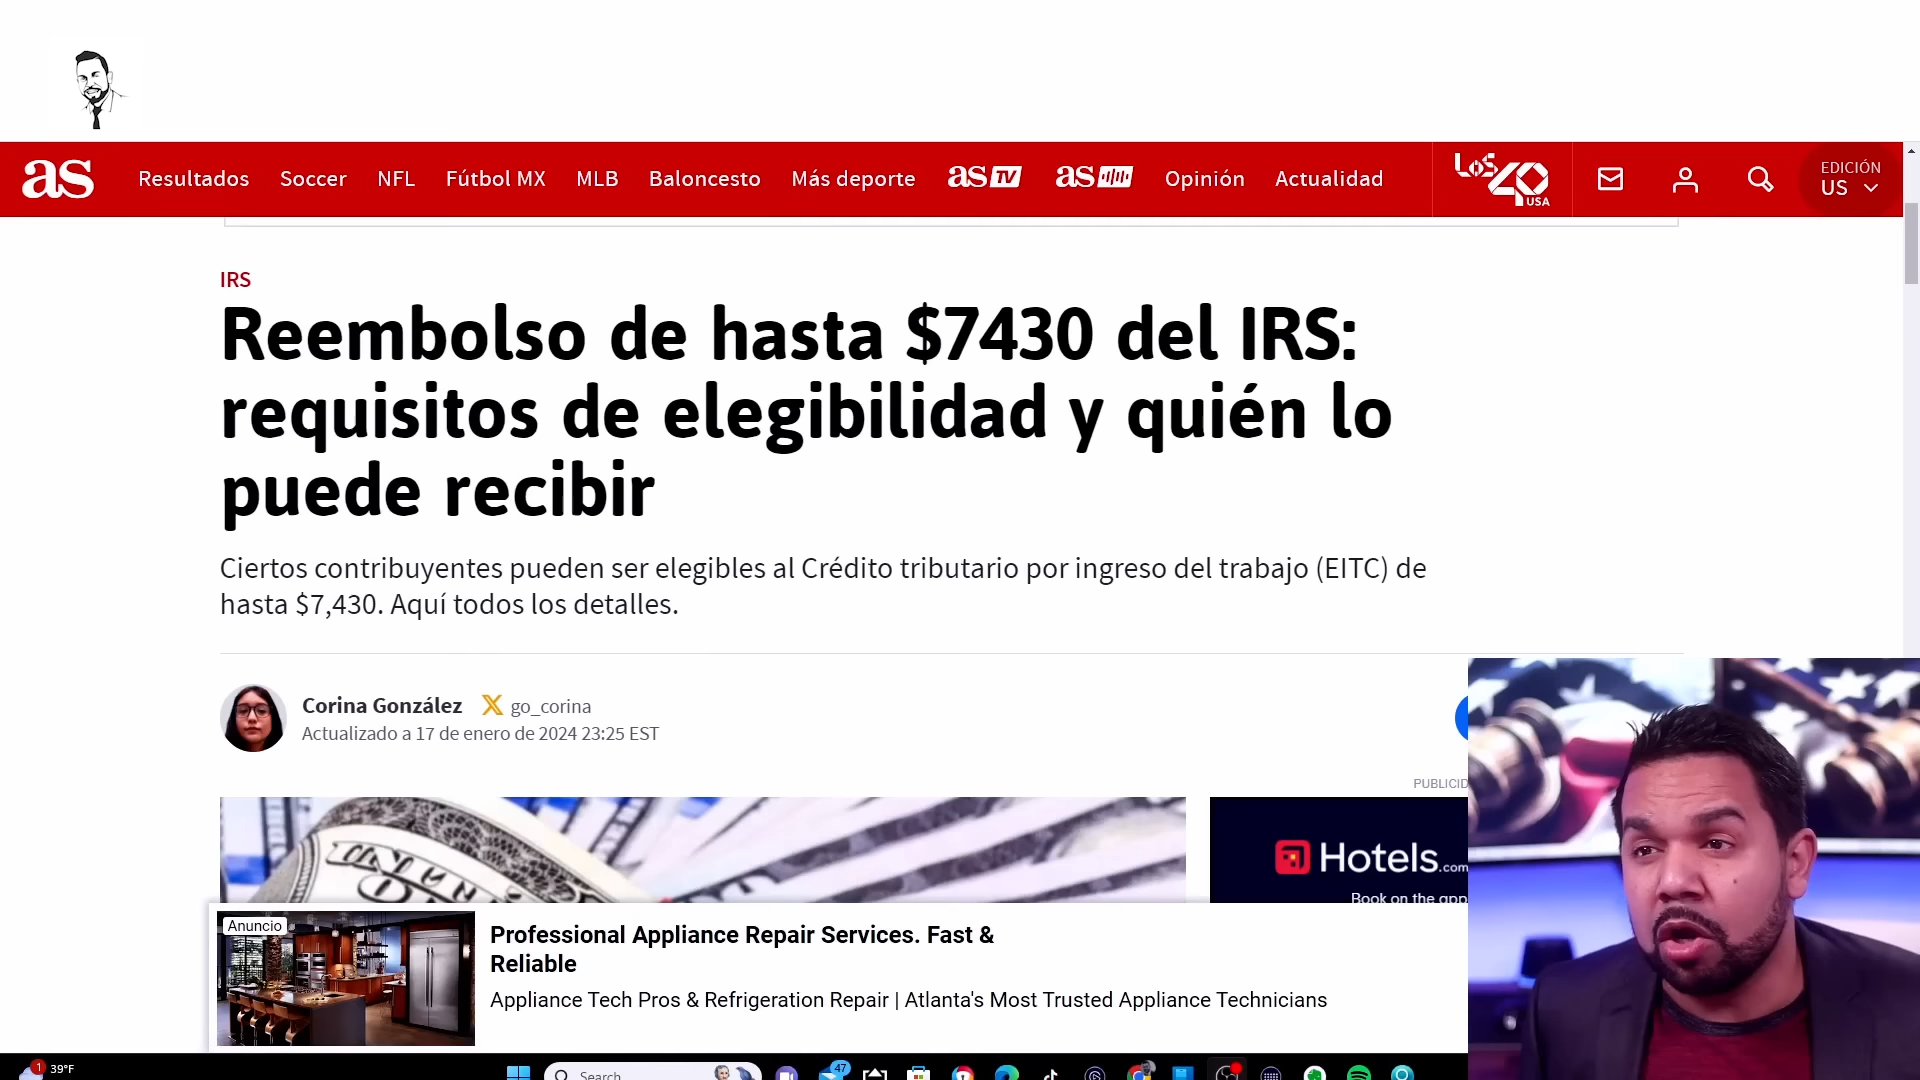 as
Resultados
Soccer
NFL
Fútbol MX
MLB
Baloncesto
Más deporte
as TV
as
Opinión
Actualidad
LOS 40 USA
EDICIÓN
US
IRS
Reembolso de hasta $7430 del IRS:
requisitos de elegibilidad y quién lo
puede recibir
Ciertos contribuyentes pueden ser elegibles al Crédito tributario por ingreso del trabajo (EITC) de
hasta $7,430. Aquí todos los detalles.
Corina González
go_corina
Actualizado a 17 de enero de 2024 23:25 EST
PUBLICID
Hotels.com
Book on the app
Anuncio
Professional Appliance Repair Services. Fast &
Reliable
Appliance Tech Pros & Refrigeration Repair | Atlanta's Most Trusted Appliance Technicians
1
39°F
Search
47